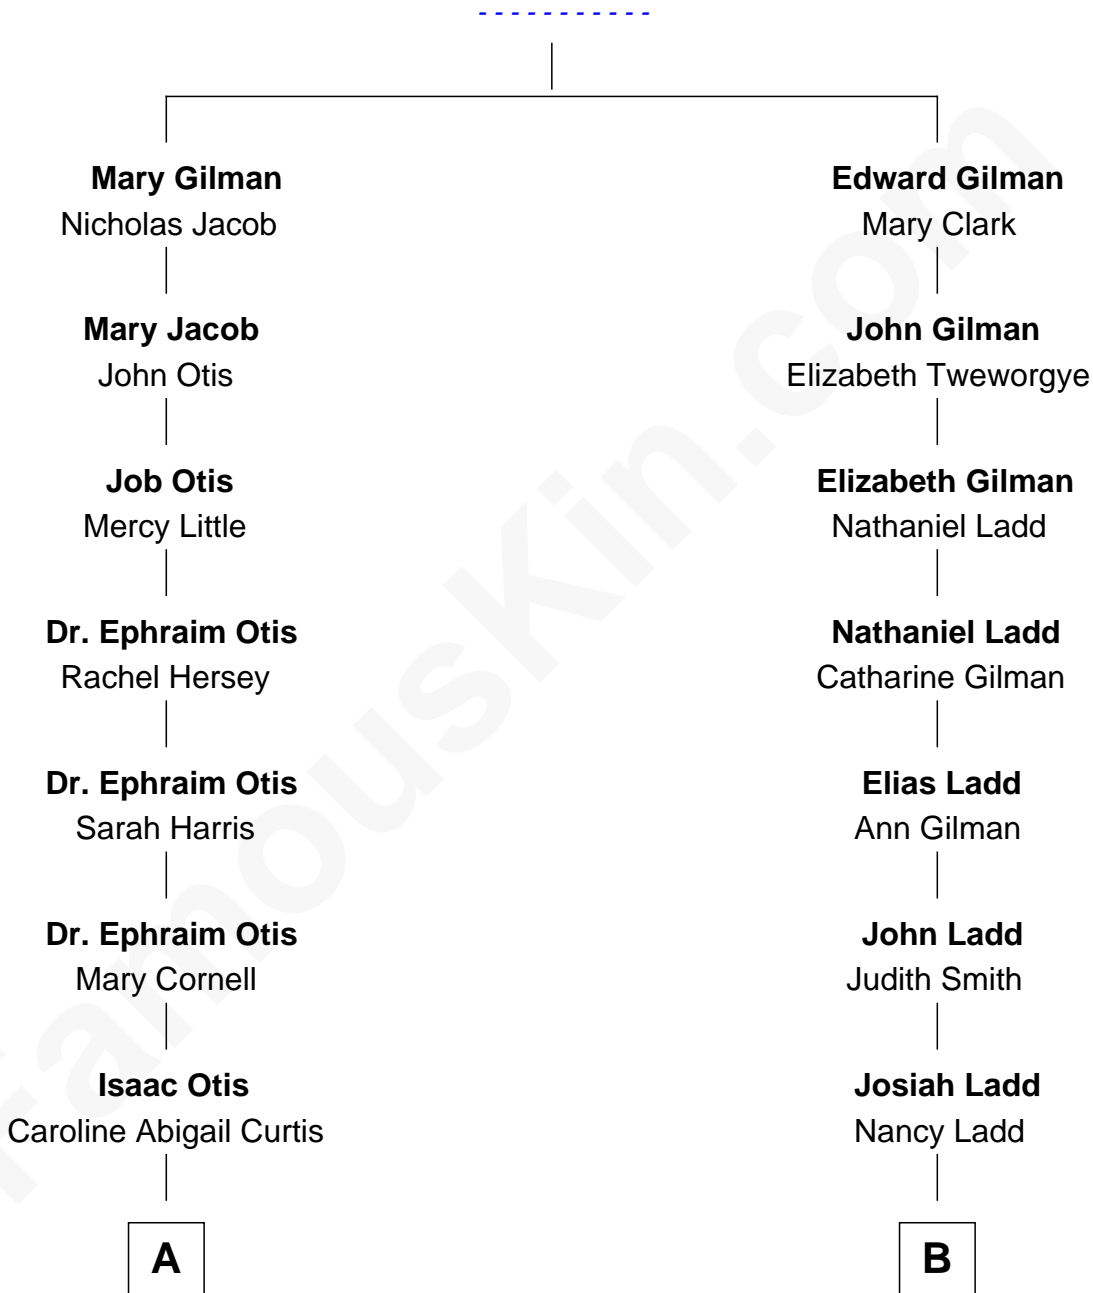 - - - - - - - - - - -
Mary Gilman
Nicholas Jacob
Mary Jacob
John Otis
Job Otis
Mercy Little
Dr. Ephraim Otis
Rachel Hersey
Dr. Ephraim Otis
Sarah Harris
Dr. Ephraim Otis
Mary Cornell
Isaac Otis
Caroline Abigail Curtis
A
Edward Gilman
Mary Clark
John Gilman
Elizabeth Tweworgye
Elizabeth Gilman
Nathaniel Ladd
Nathaniel Ladd
Catharine Gilman
Elias Ladd
Ann Gilman
John Ladd
Judith Smith
Josiah Ladd
Nancy Ladd
B
FamousKin.com